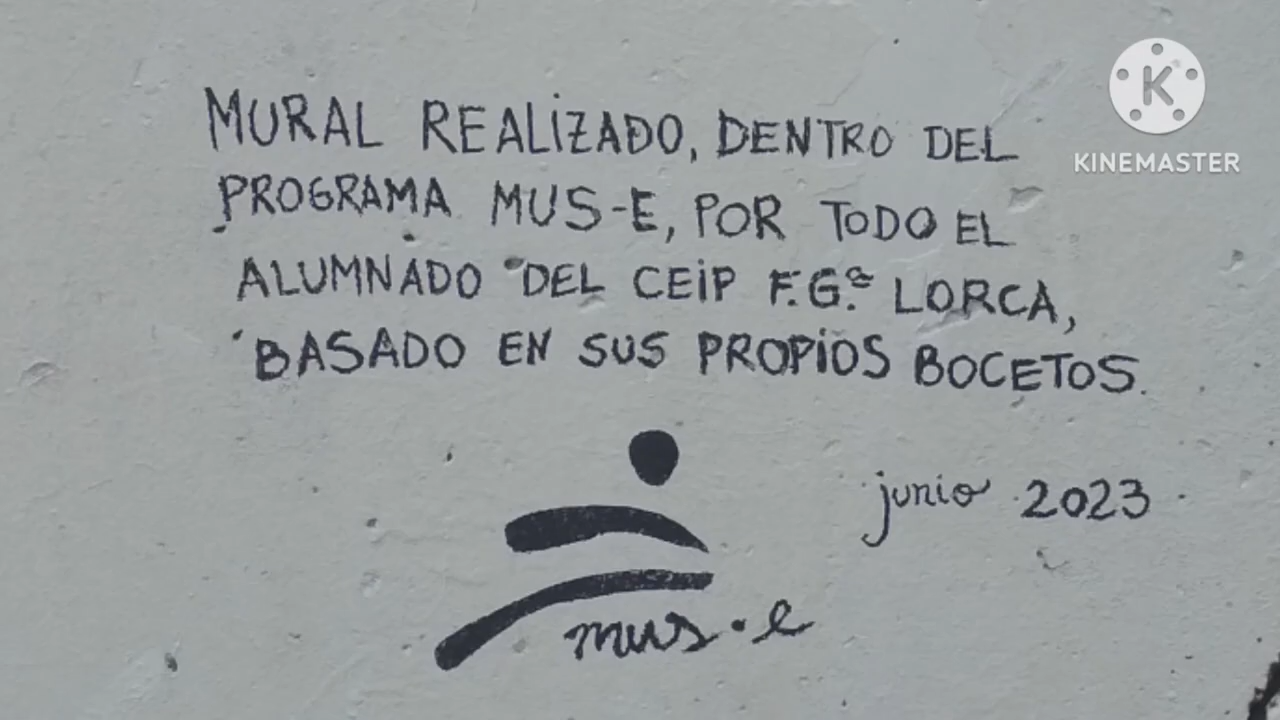 MURAL REALIZADO, DENTRO DEL
PROGRAMA MUS-E, POR TODO EL
ALUMNADO DEL CEIP F.G.ª LORCA,
BASADO EN SUS PROPIOS BOCETOS.
junio 2023
mus·e
K
KINEMASTER